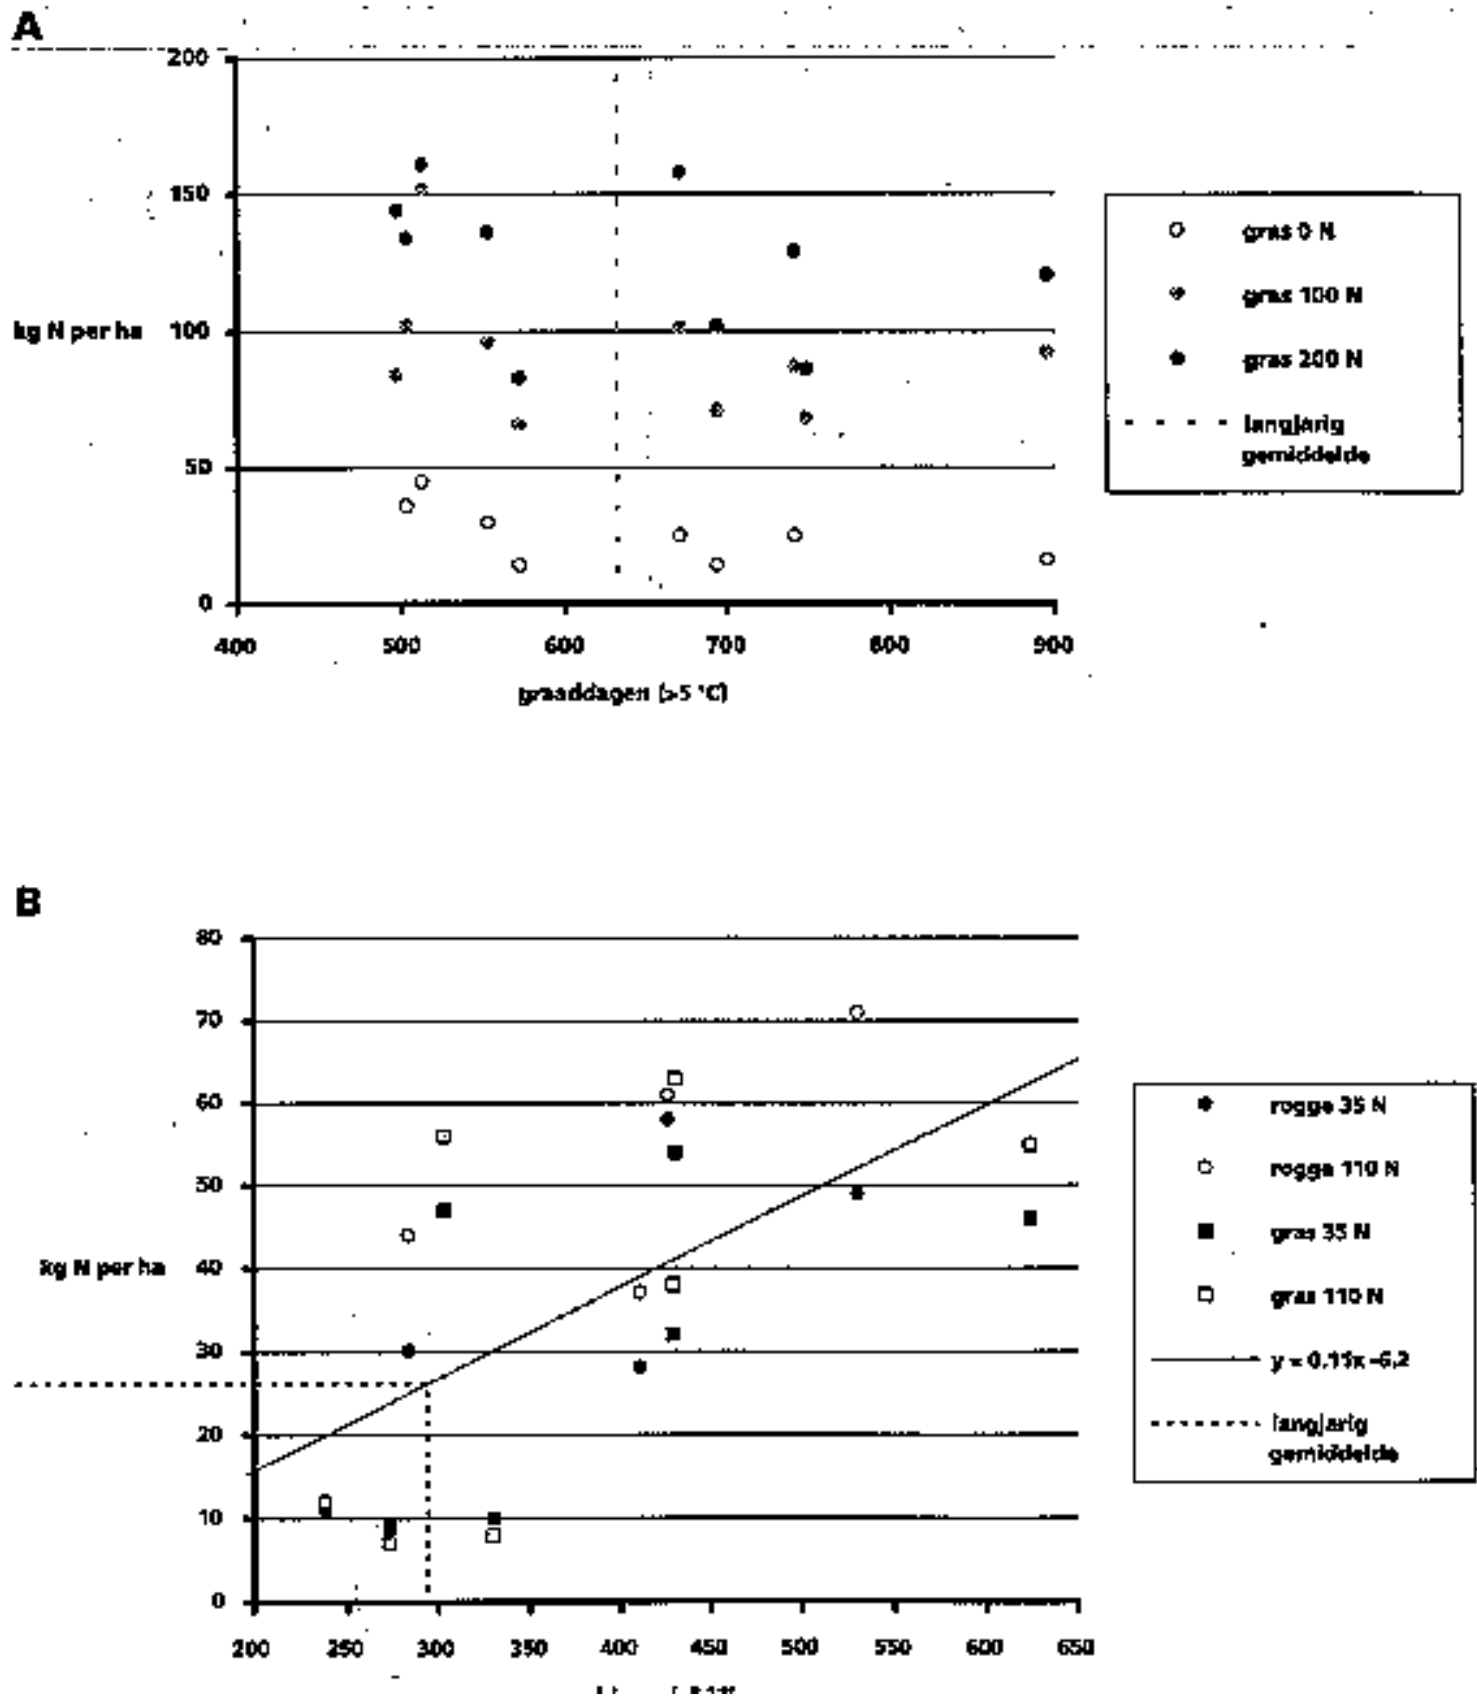 A
200
150
100
50
0
kg N per ha
400 500 600 700 800 900
graaddagen (>5 °C)
gras 0 N
gras 100 N
gras 200 N
langjarig
gemiddelde
B
80
70
60
50
40
30
20
10
0
kg N per ha
200 250 300 350 400 450 500 550 600 650
rogge 35 N
rogge 110 N
gras 35 N
gras 110 N
y = 0.11x -6.2
langjarig
gemiddelde